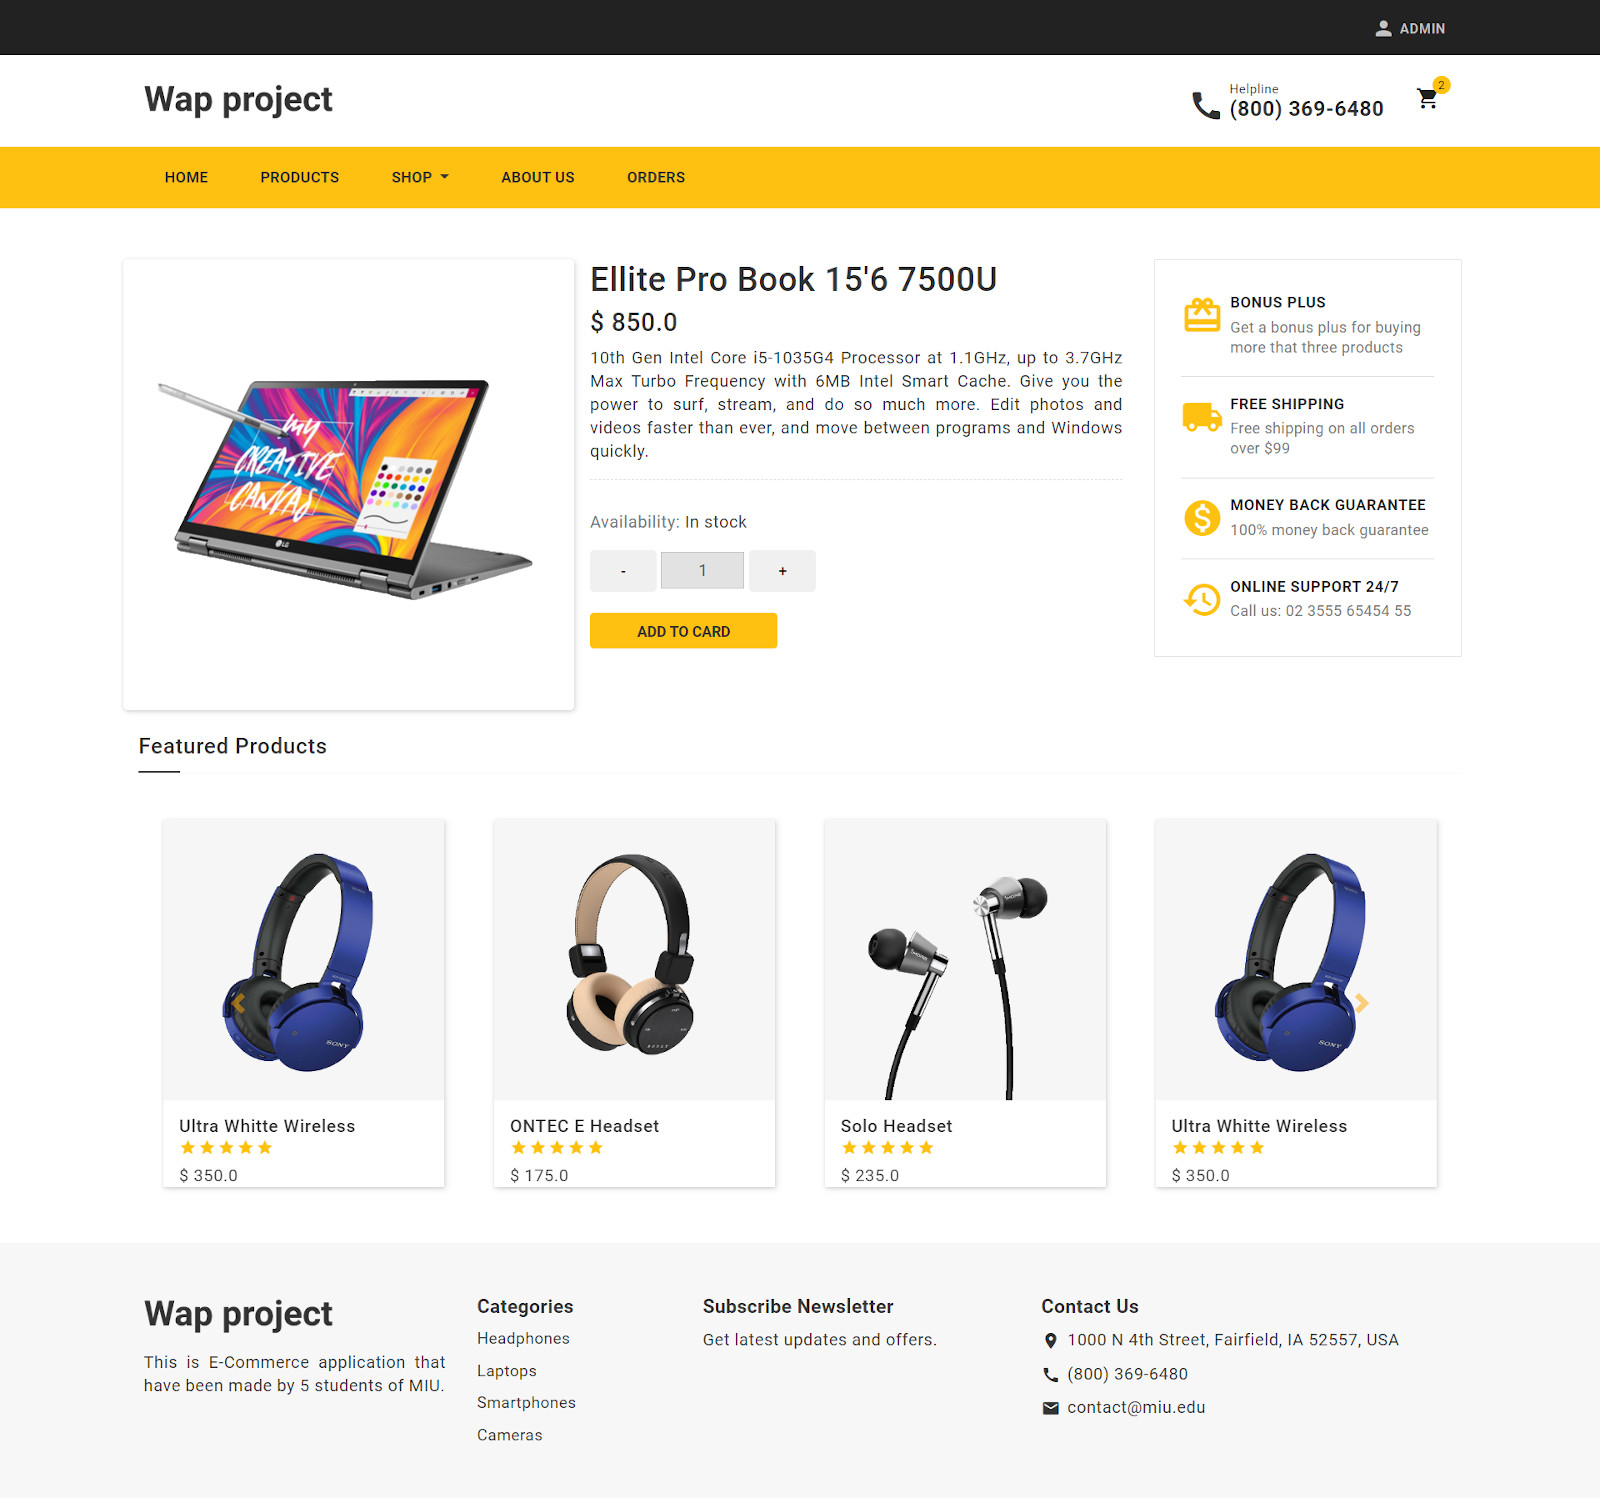 ADMIN
Wap project
Helpline
(800) 369-6480
2
HOME PRODUCTS SHOP ABOUT US ORDERS
MY
CREATIVE
CANVAS
LG
Ellite Pro Book 15'6 7500U
$ 850.0
10th Gen Intel Core i5-1035G4 Processor at 1.1GHz, up to 3.7GHz
Max Turbo Frequency with 6MB Intel Smart Cache. Give you the
power to surf, stream, and do so much more. Edit photos and
videos faster than ever, and move between programs and Windows
quickly.
Availability: In stock
- 1 +
ADD TO CARD
BONUS PLUS
Get a bonus plus for buying
more that three products
FREE SHIPPING
Free shipping on all orders
over $99
MONEY BACK GUARANTEE
100% money back guarantee
ONLINE SUPPORT 24/7
Call us: 02 3555 65454 55
Featured Products
SONY
Ultra Whitte Wireless
$ 350.0
ONTEC E Headset
$ 175.0
Solo Headset
$ 235.0
SONY
Ultra Whitte Wireless
$ 350.0
Wap project
This is E-Commerce application that
have been made by 5 students of MIU.
Categories
Headphones
Laptops
Smartphones
Cameras
Subscribe Newsletter
Get latest updates and offers.
Contact Us
1000 N 4th Street, Fairfield, IA 52557, USA
(800) 369-6480
contact@miu.edu